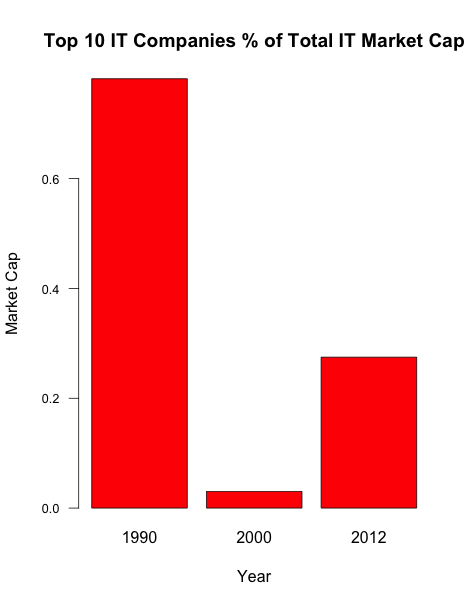 Top 10 IT Companies % of Total IT Market Cap
0.6
0.4
0.2
0.0
Market Cap
1990 2000 2012
Year